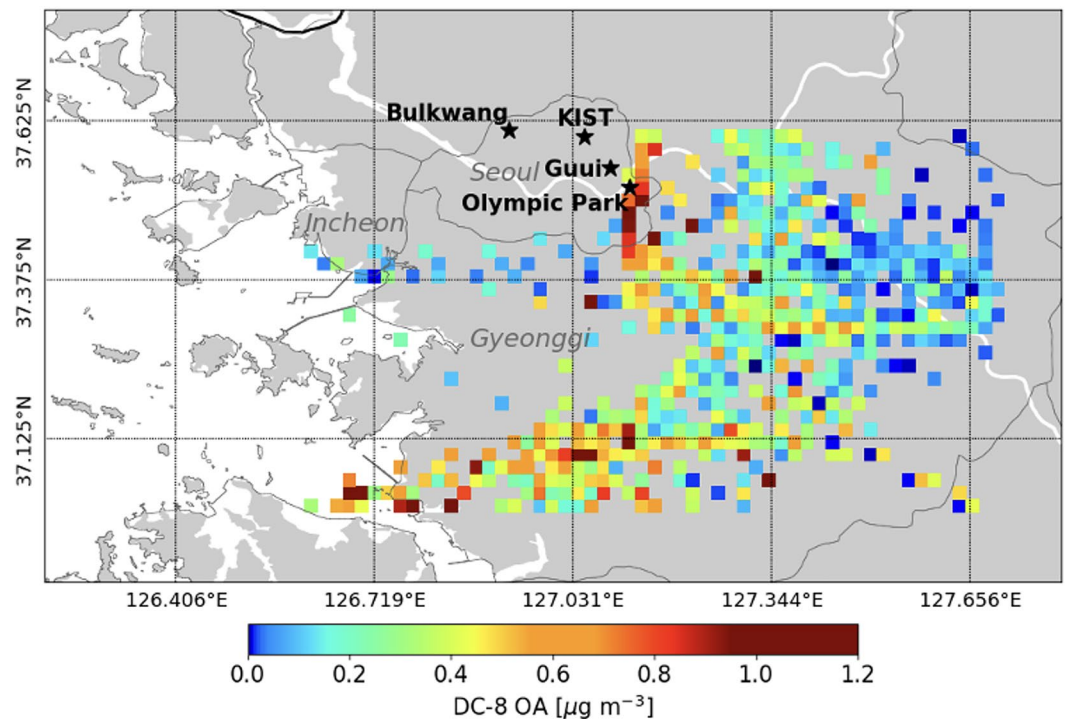 Bulkwang
KIST
37.625°N
Seoul
Guui
Olympic Park
Incheon
37.375°N
Gyeonggi
37.125°N
126.406°E 126.719°E 127.031°E 127.344°E 127.656°E
0.0 0.2 0.4 0.6 0.8 1.0 1.2
DC-8 OA [μg m⁻³]